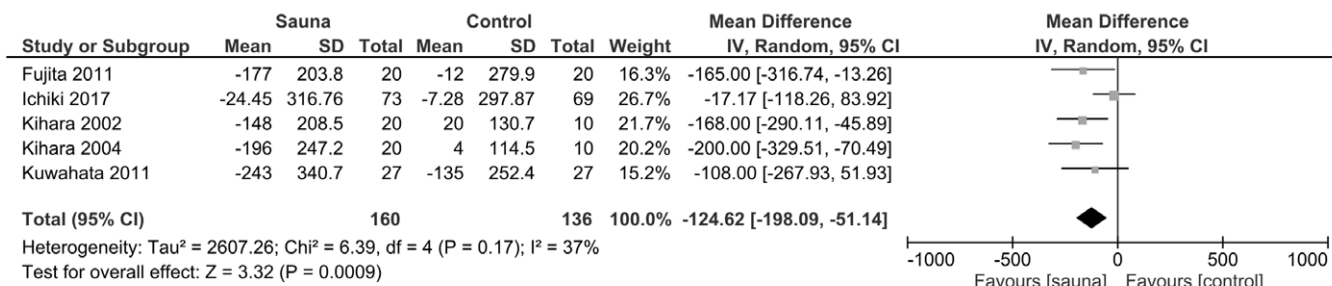 Sauna Control Mean Difference Mean Difference
Study or Subgroup Mean SD Total Mean SD Total Weight IV, Random, 95% CI IV, Random, 95% CI
Fujita 2011 -177 203.8 20 -12 279.9 20 16.3% -165.00 [-316.74, -13.26]
Ichiki 2017 -24.45 316.76 73 -7.28 297.87 69 26.7% -17.17 [-118.26, 83.92]
Kihara 2002 -148 208.5 20 20 130.7 10 21.7% -168.00 [-290.11, -45.89]
Kihara 2004 -196 247.2 20 4 114.5 10 20.2% -200.00 [-329.51, -70.49]
Kuwahata 2011 -243 340.7 27 -135 252.4 27 15.2% -108.00 [-267.93, 51.93]
Total (95% CI) 160 136 100.0% -124.62 [-198.09, -51.14]
Heterogeneity: Tau² = 2607.26; Chi² = 6.39, df = 4 (P = 0.17); I² = 37%
Test for overall effect: Z = 3.32 (P = 0.0009)
-1000 -500 0 500 1000
Favours [sauna] Favours [control]